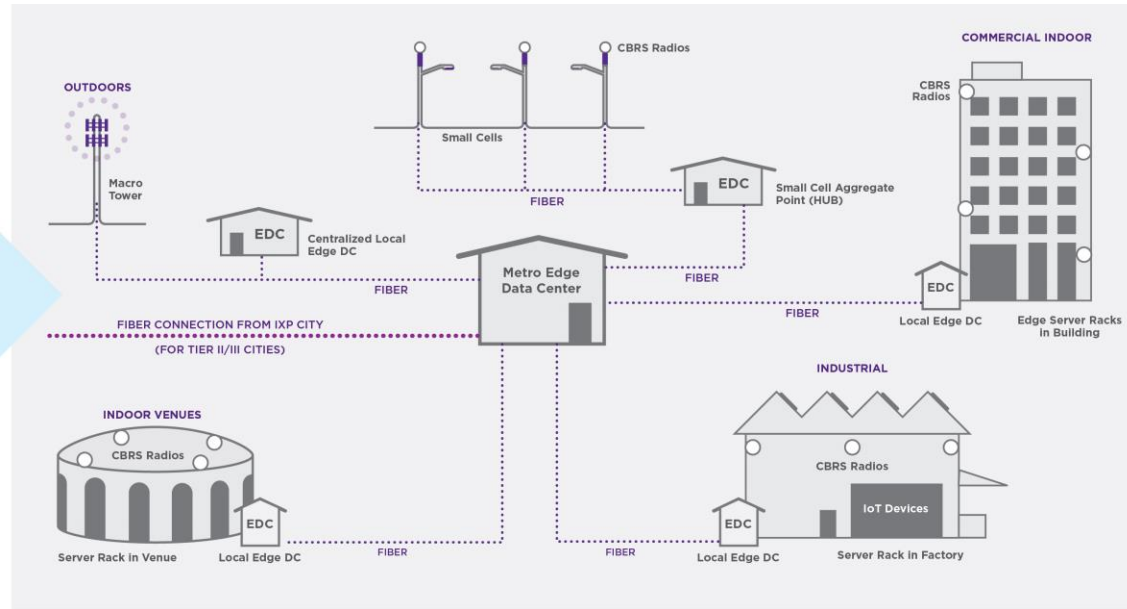 OUTDOORS
Macro
Tower
EDC
Centralized Local
Edge DC
FIBER
CBRS Radios
Small Cells
FIBER
EDC
Small Cell Aggregate
Point (HUB)
FIBER
COMMERCIAL INDOOR
CBRS
Radios
EDC
Local Edge DC
Edge Server Racks
in Building
FIBER
Metro Edge
Data Center
FIBER CONNECTION FROM IXP CITY
(FOR TIER II/III CITIES)
INDOOR VENUES
CBRS Radios
EDC
Server Rack in Venue
Local Edge DC
FIBER
INDUSTRIAL
CBRS Radios
IoT Devices
EDC
Local Edge DC
Server Rack in Factory
FIBER